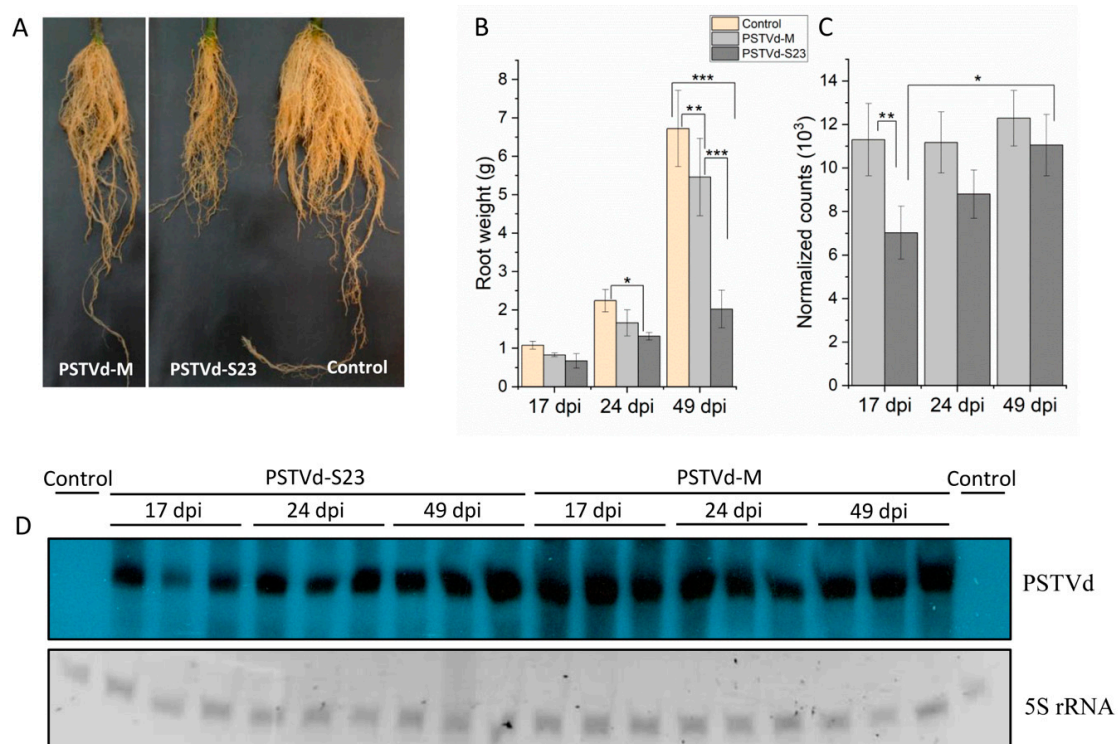 A
PSTVd-M
PSTVd-S23
Control
B
Control
PSTVd-M
PSTVd-S23
Root weight (g)
8
7
6
5
4
3
2
1
0
*
***
**
***
17 dpi
24 dpi
49 dpi
C
Normalized counts (10³)
14
12
10
8
6
4
2
0
**
*
17 dpi
24 dpi
49 dpi
D
Control
PSTVd-S23
PSTVd-M
Control
17 dpi
24 dpi
49 dpi
17 dpi
24 dpi
49 dpi
PSTVd
5S rRNA